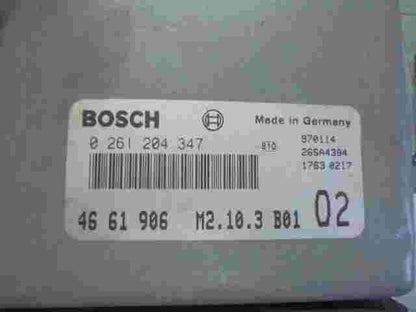 BOSCH Made in Germany
0 261 204 347 810 970114
265A4394
1763 0217
46 61 906 M2.10.3 B01 02